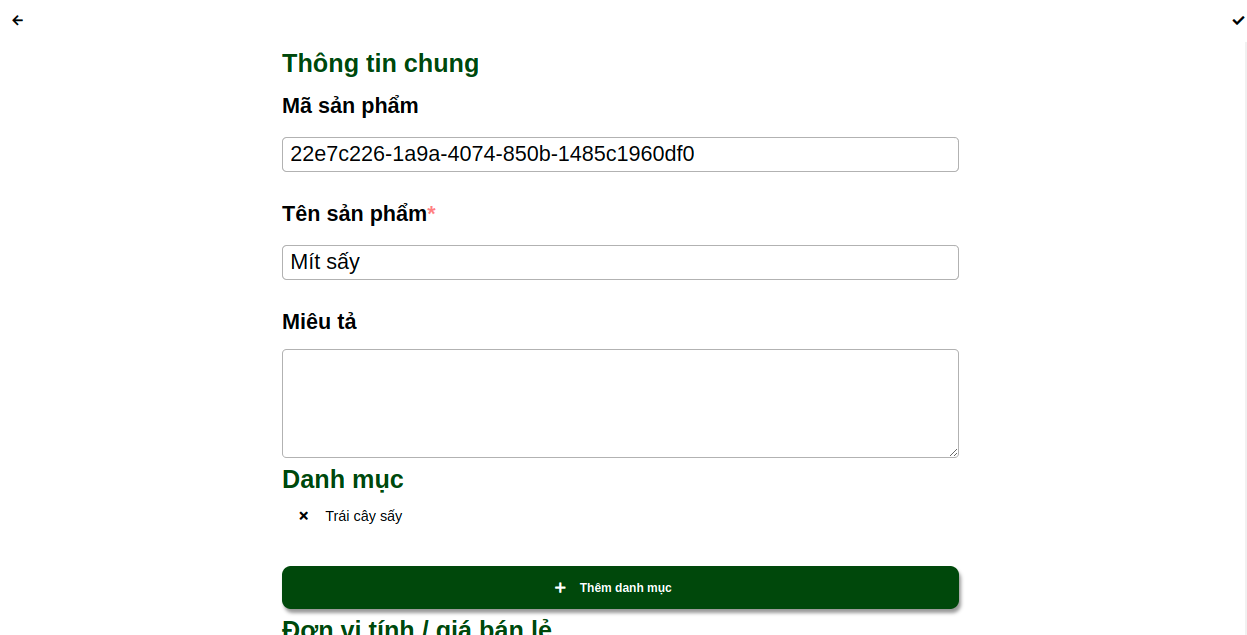 Thông tin chung
Mã sản phẩm
22e7c226-1a9a-4074-850b-1485c1960df0
Tên sản phẩm*
Mít sấy
Miêu tả
Danh mục
Trái cây sấy
Thêm danh mục
Đơn vị tính / giá bán lẻ